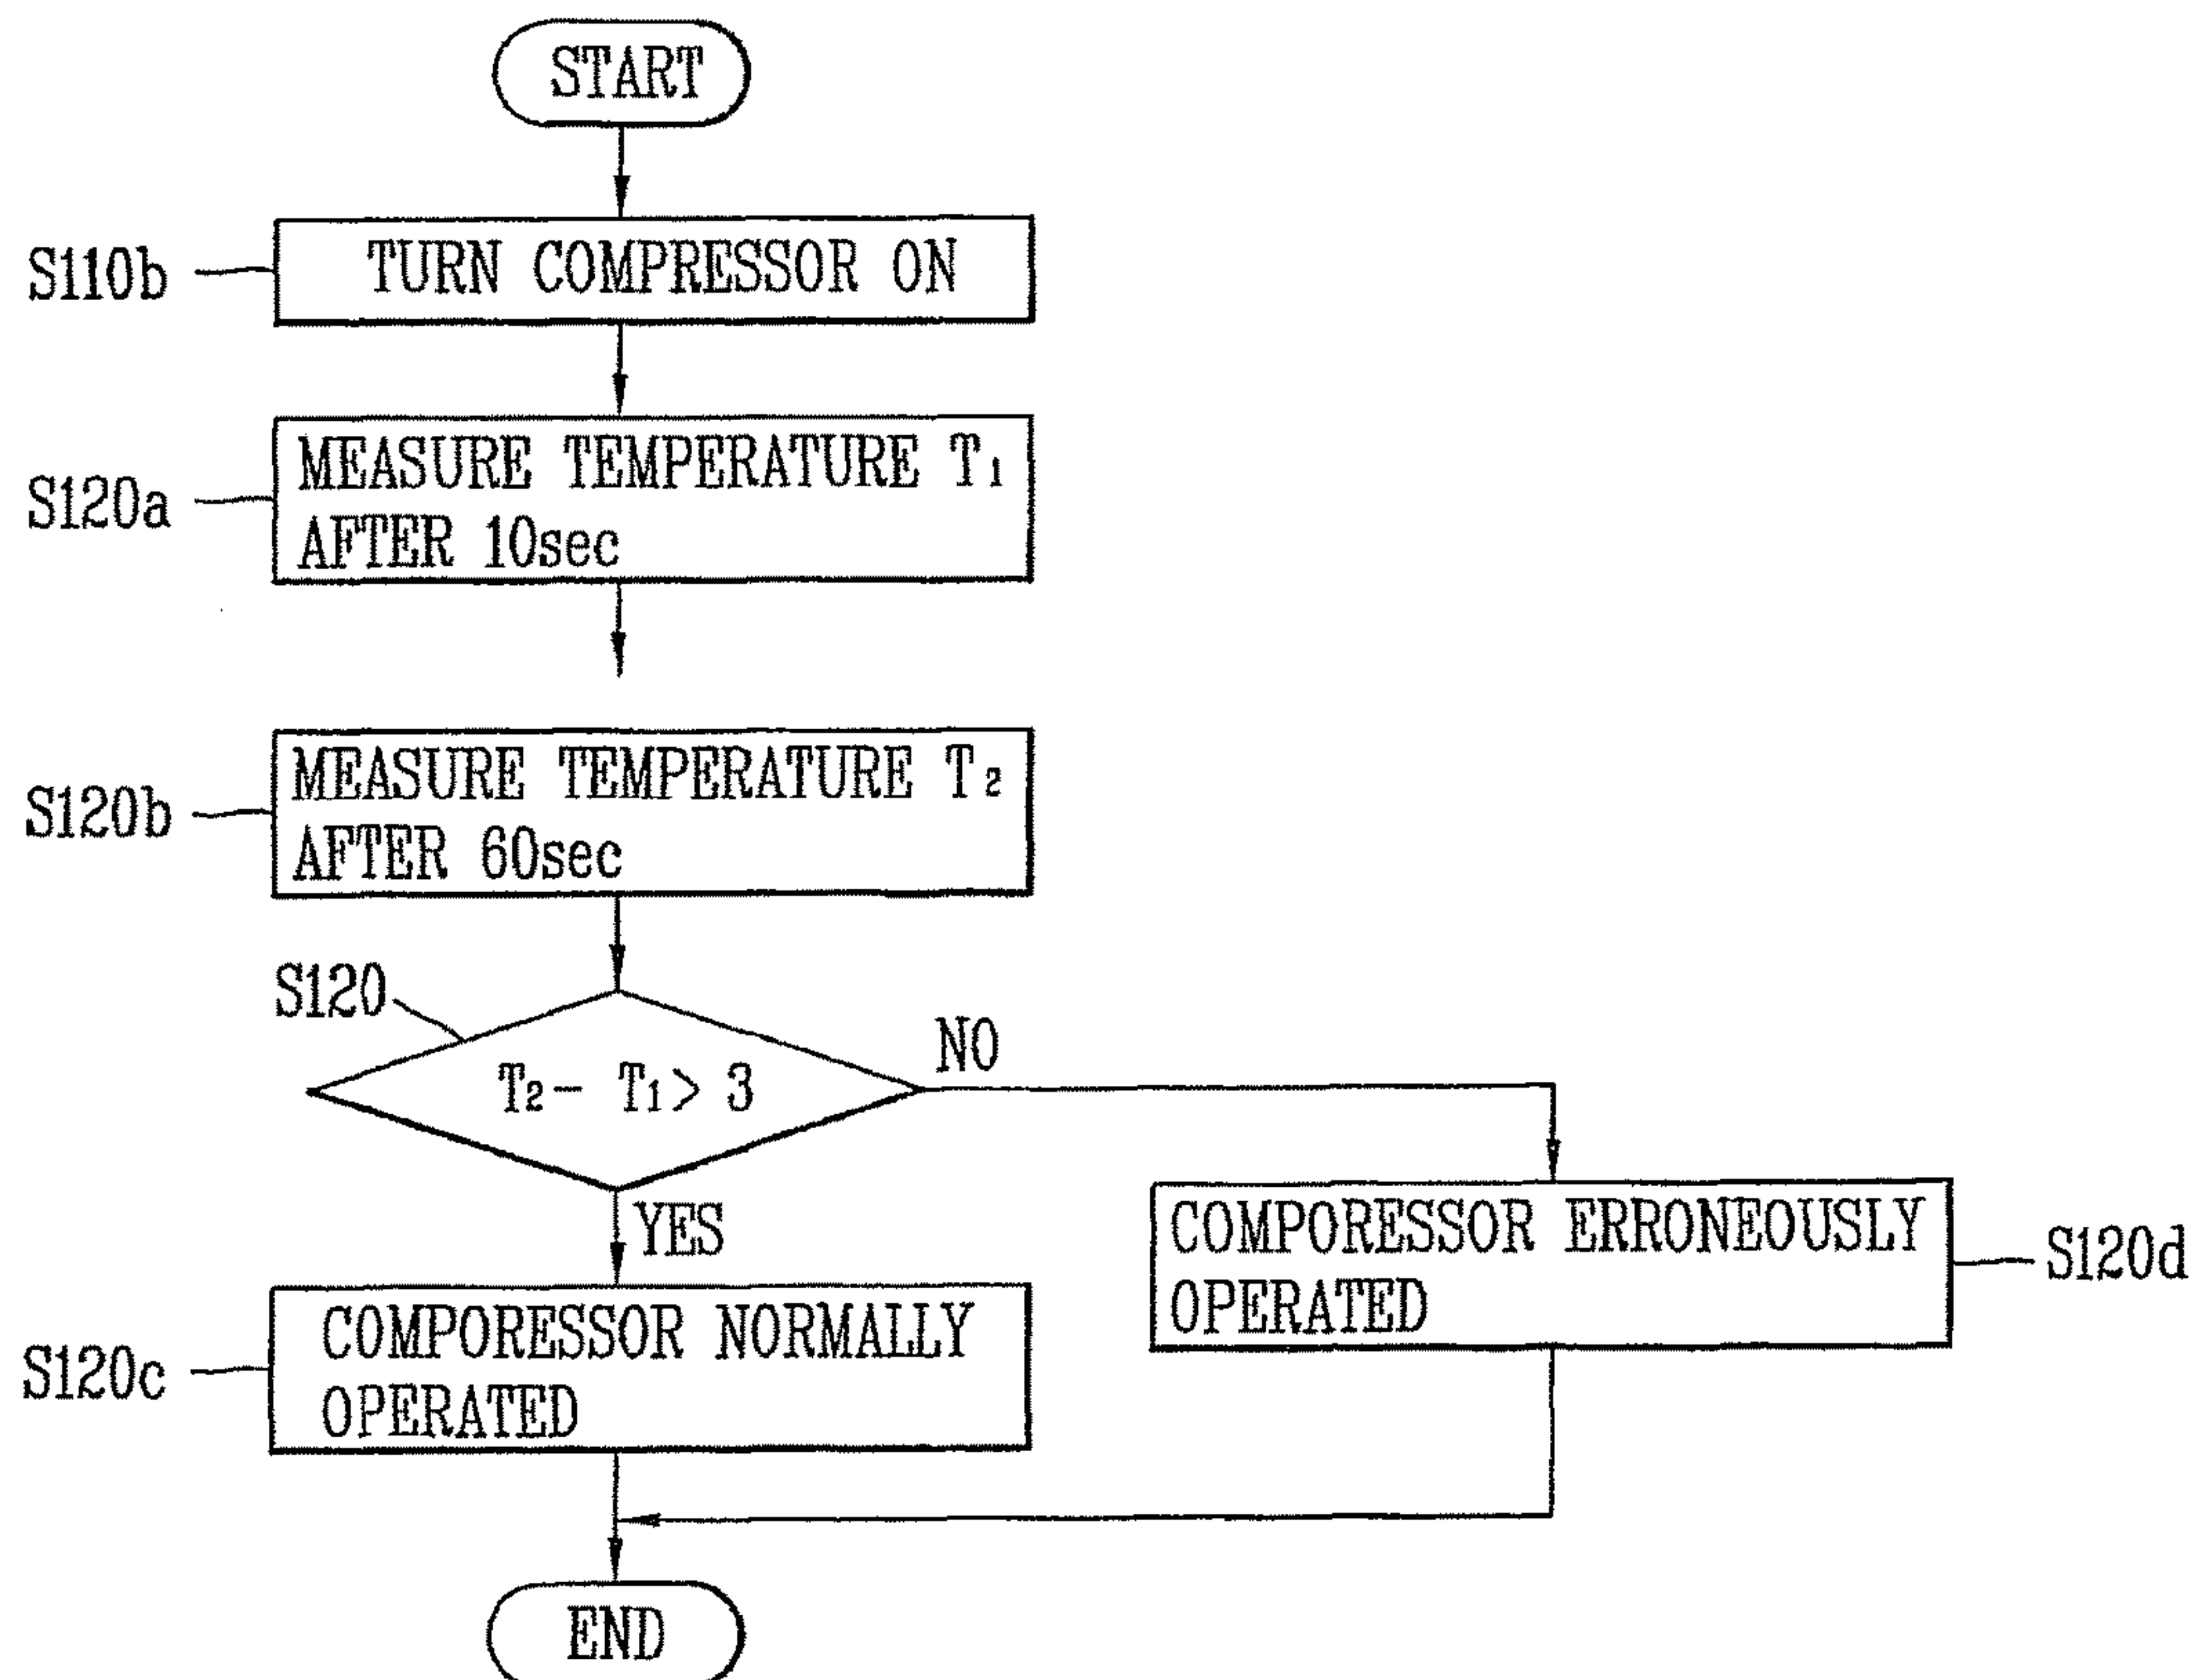 START
S110b
TURN COMPRESSOR ON
S120a
MEASURE TEMPERATURE T₁
AFTER 10sec
S120b
MEASURE TEMPERATURE T₂
AFTER 60sec
S120
T₂ - T₁ > 3
NO
YES
COMPORESSOR ERRONEOUSLY
OPERATED
S120d
S120c
COMPORESSOR NORMALLY
OPERATED
END